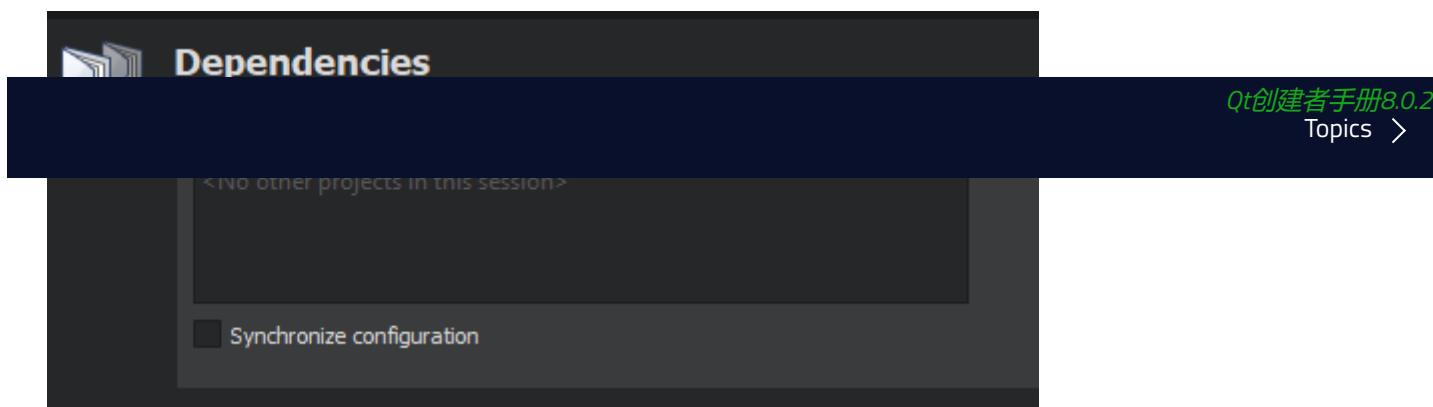 Dependencies
Qt创建者手册8.0.2
Topics
<No other projects in this session>
Synchronize configuration